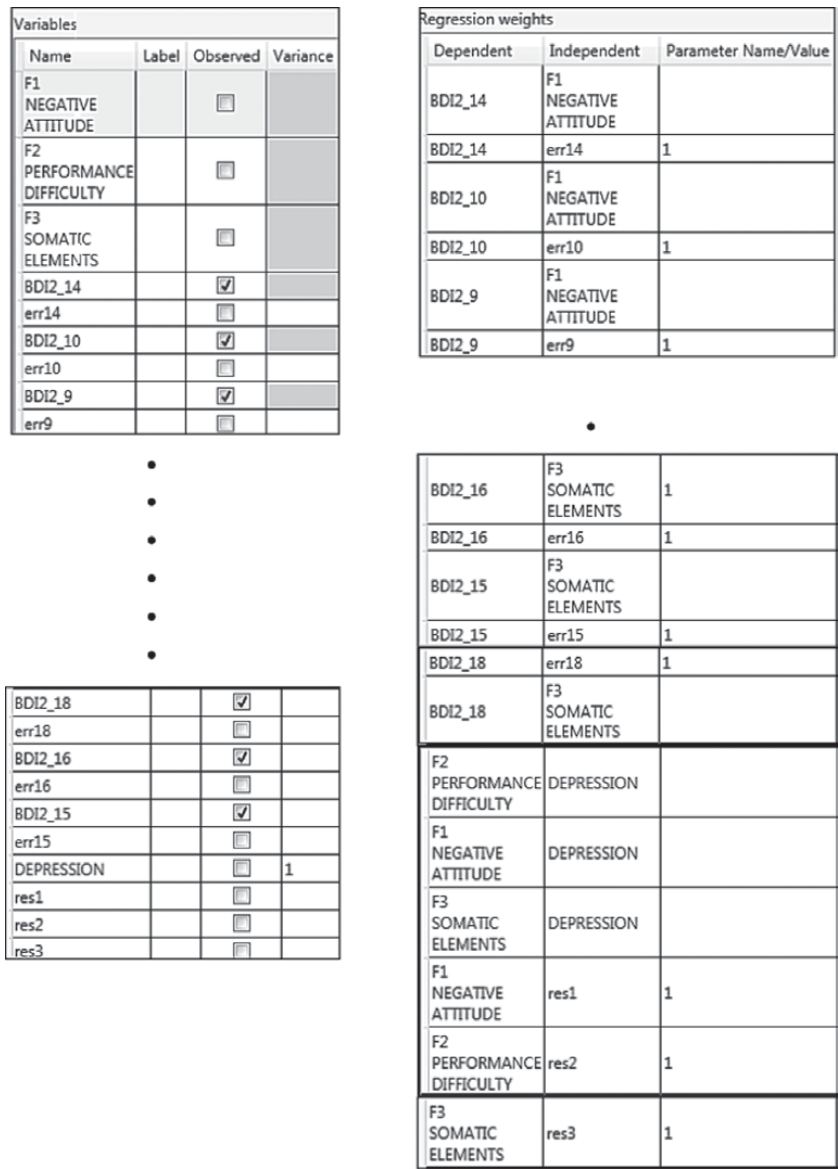 Variables
Name Label Observed Variance
F1
NEGATIVE
ATTITUDE
F2
PERFORMANCE
DIFFICULTY
F3
SOMATIC
ELEMENTS
BDI2_14
err14
BDI2_10
err10
BDI2_9
err9
BDI2_18
err18
BDI2_16
err16
BDI2_15
err15
DEPRESSION 1
res1
res2
res3
Regression weights
Dependent Independent Parameter Name/Value
F1
BDI2_14 NEGATIVE
ATTITUDE
BDI2_14 err14 1
F1
BDI2_10 NEGATIVE
ATTITUDE
BDI2_10 err10 1
F1
BDI2_9 NEGATIVE
ATTITUDE
BDI2_9 err9 1
F3
BDI2_16 SOMATIC 1
ELEMENTS
BDI2_16 err16 1
F3
BDI2_15 SOMATIC
ELEMENTS
BDI2_15 err15 1
BDI2_18 err18 1
F3
BDI2_18 SOMATIC
ELEMENTS
F2
PERFORMANCE DEPRESSION
DIFFICULTY
F1
NEGATIVE DEPRESSION
ATTITUDE
F3
SOMATIC DEPRESSION
ELEMENTS
F1
NEGATIVE res1 1
ATTITUDE
F2
PERFORMANCE res2 1
DIFFICULTY
F3
SOMATIC res3 1
ELEMENTS